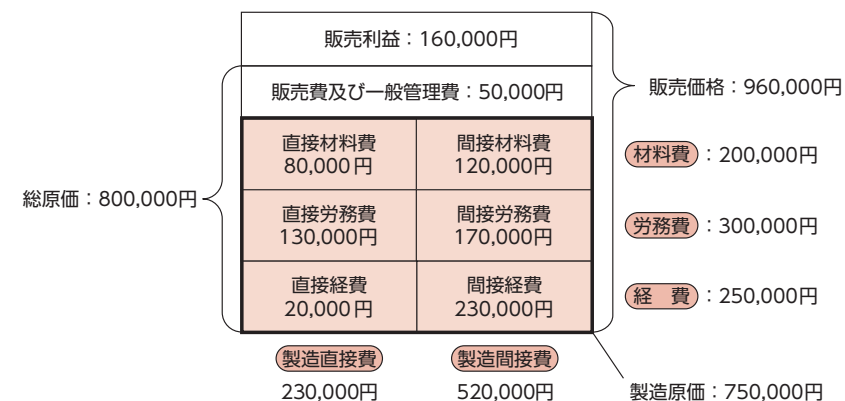 販売利益：160,000円
販売費及び一般管理費：50,000円
販売価格：960,000円
直接材料費
80,000円
間接材料費
120,000円
材料費：200,000円
総原価：800,000円
直接労務費
130,000円
間接労務費
170,000円
労務費：300,000円
直接経費
20,000円
間接経費
230,000円
経　費：250,000円
製造直接費
230,000円
製造間接費
520,000円
製造原価：750,000円